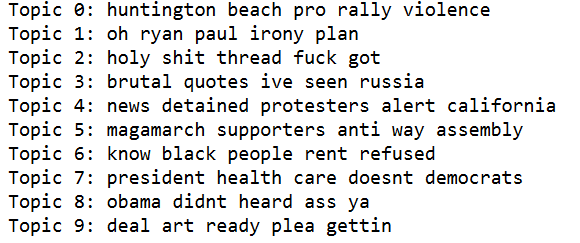 Topic 0: huntington beach pro rally violence
Topic 1: oh ryan paul irony plan
Topic 2: holy shit thread fuck got
Topic 3: brutal quotes ive seen russia
Topic 4: news detained protesters alert california
Topic 5: magamarch supporters anti way assembly
Topic 6: know black people rent refused
Topic 7: president health care doesnt democrats
Topic 8: obama didnt heard ass ya
Topic 9: deal art ready plea gettin